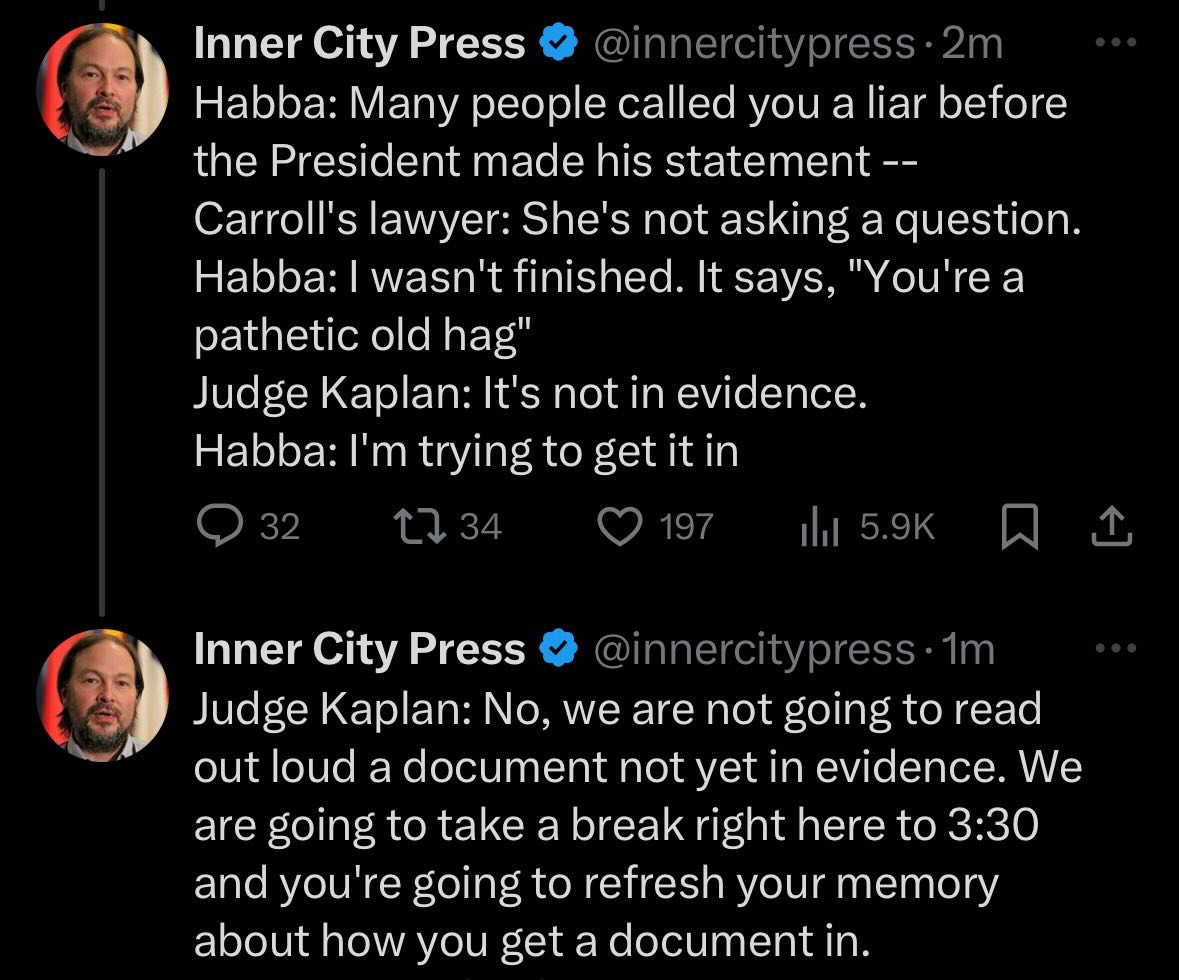 Inner City Press @innercitypress · 2m
Habba: Many people called you a liar before
the President made his statement --
Carroll's lawyer: She's not asking a question.
Habba: I wasn't finished. It says, "You're a
pathetic old hag"
Judge Kaplan: It's not in evidence.
Habba: I'm trying to get it in
32 34 197 5.9K
Inner City Press @innercitypress · 1m
Judge Kaplan: No, we are not going to read
out loud a document not yet in evidence. We
are going to take a break right here to 3:30
and you're going to refresh your memory
about how you get a document in.